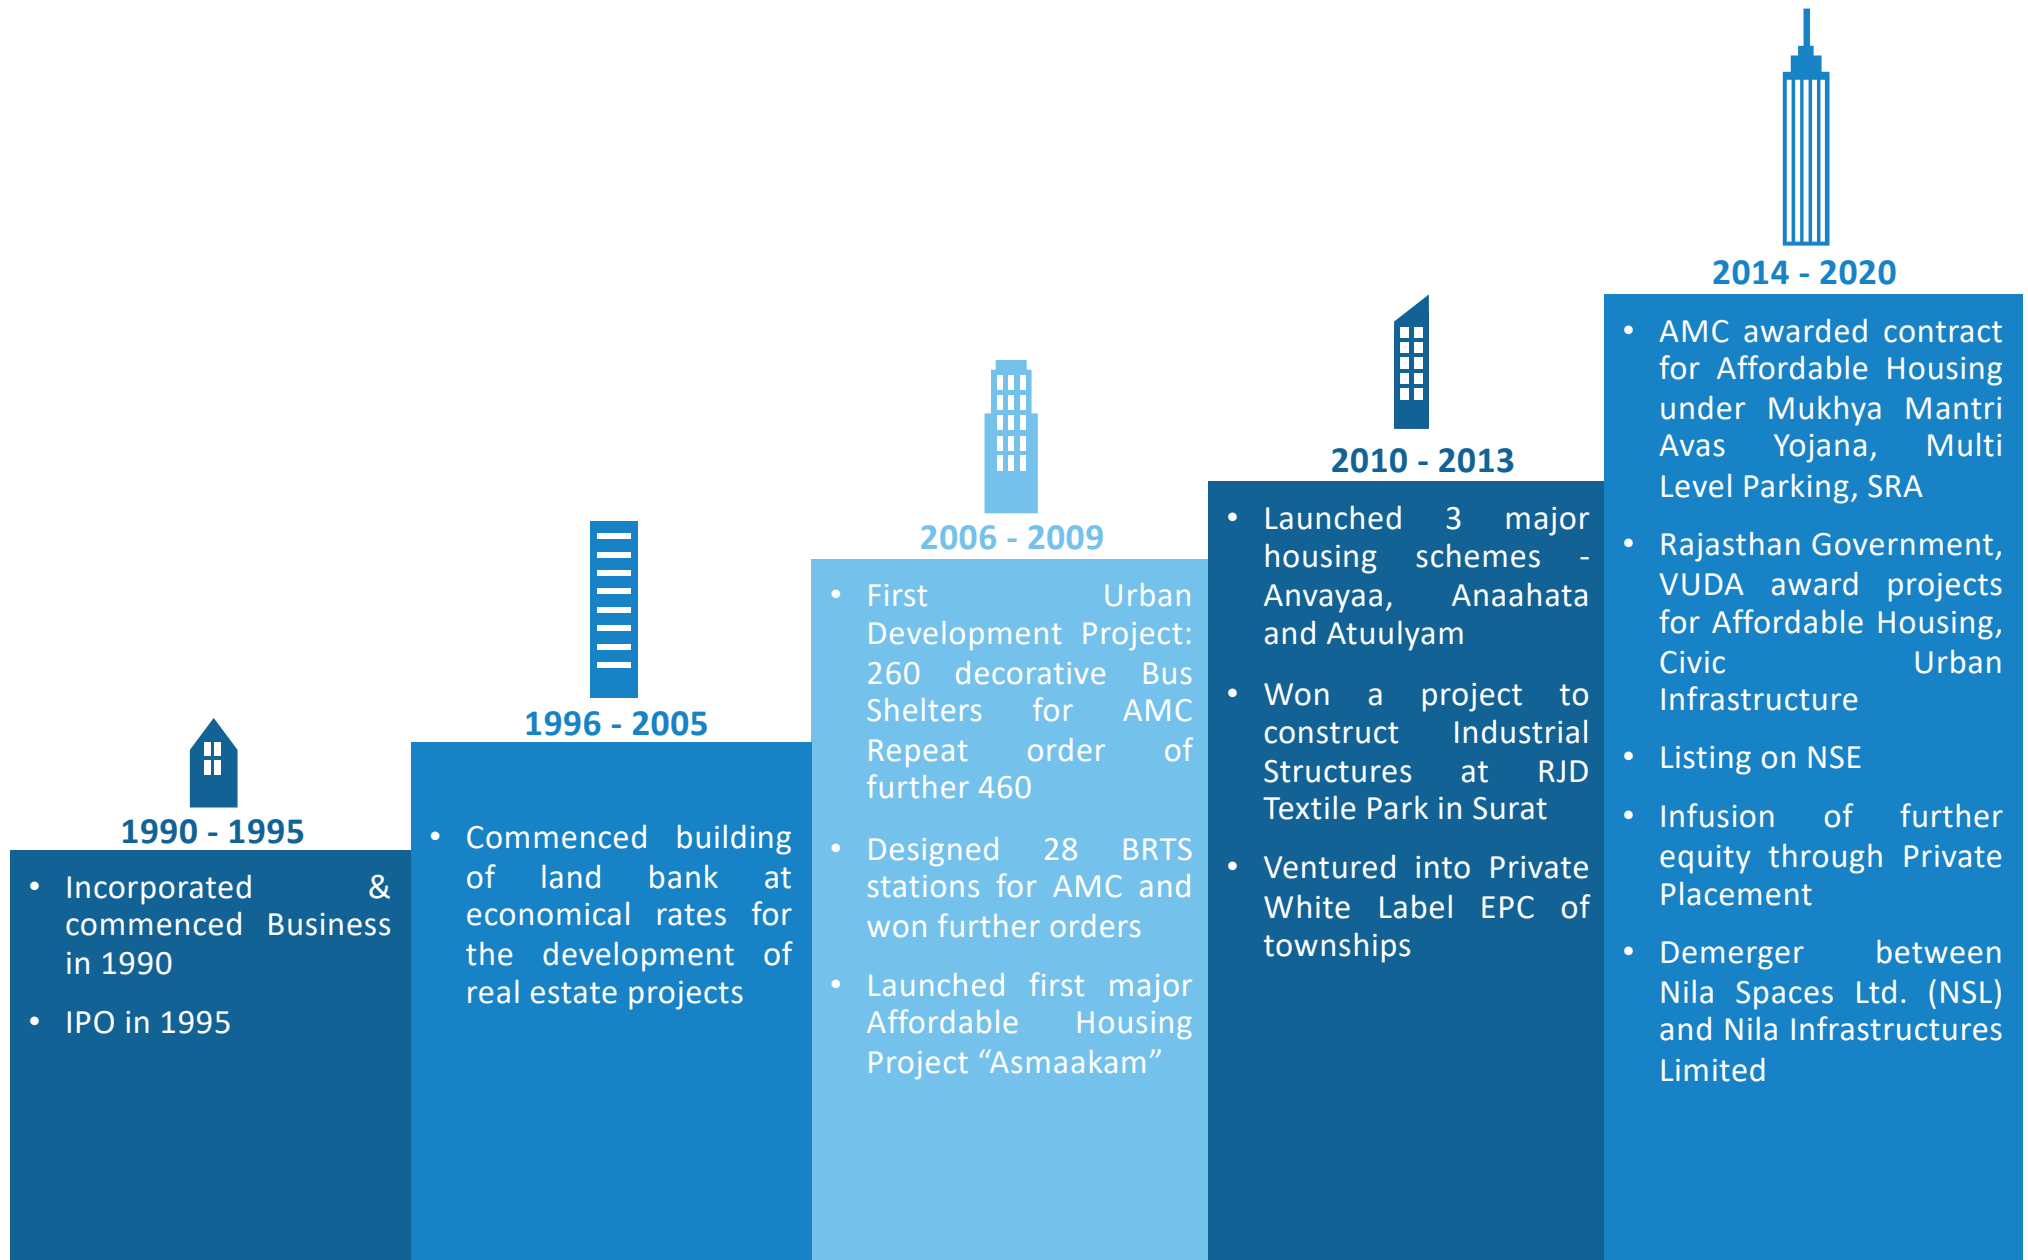 1990 - 1995
• Incorporated &
commenced Business
in 1990
• IPO in 1995
1996 - 2005
• Commenced building
of land bank at
economical rates for
the development of
real estate projects
2006 - 2009
• First Urban
Development Project:
260 decorative Bus
Shelters for AMC
Repeat order of
further 460
• Designed 28 BRTS
stations for AMC and
won further orders
• Launched first major
Affordable Housing
Project “Asmaakam”
2010 - 2013
• Launched 3 major
housing schemes -
Anvayaa, Anaahata
and Atuulyam
• Won a project to
construct Industrial
Structures at RJD
Textile Park in Surat
• Ventured into Private
White Label EPC of
townships
2014 - 2020
• AMC awarded contract
for Affordable Housing
under Mukhya Mantri
Avas Yojana, Multi
Level Parking, SRA
• Rajasthan Government,
VUDA award projects
for Affordable Housing,
Civic Urban
Infrastructure
• Listing on NSE
• Infusion of further
equity through Private
Placement
• Demerger between
Nila Spaces Ltd. (NSL)
and Nila Infrastructures
Limited